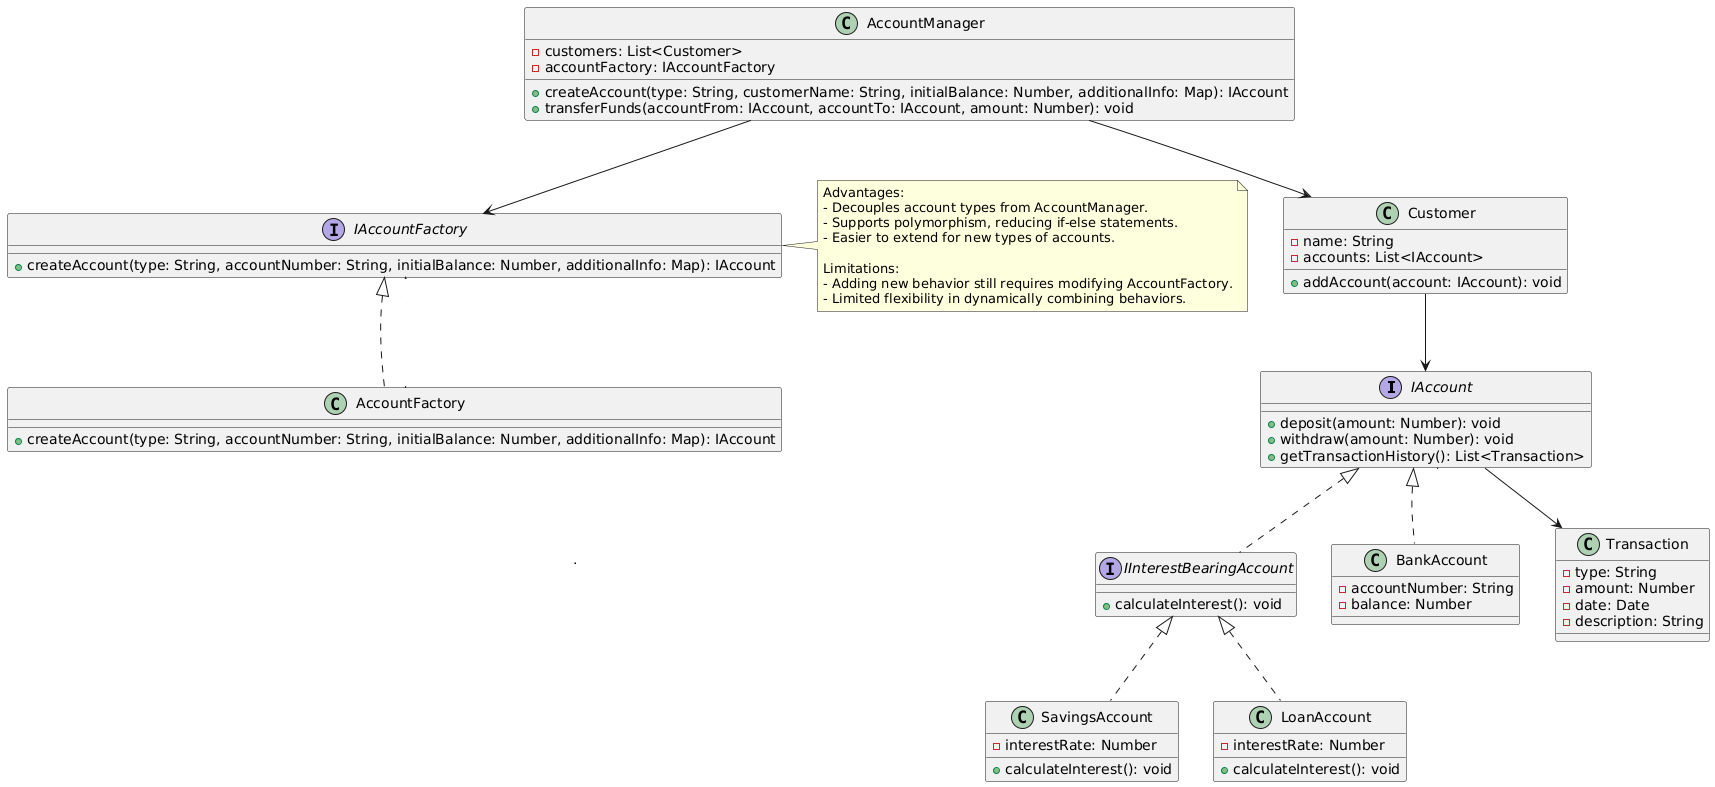 C AccountManager
customers: List<Customer>
accountFactory: IAccountFactory
createAccount(type: String, customerName: String, initialBalance: Number, additionalInfo: Map): IAccount
transferFunds(accountFrom: IAccount, accountTo: IAccount, amount: Number): void
I IAccountFactory
createAccount(type: String, accountNumber: String, initialBalance: Number, additionalInfo: Map): IAccount
Advantages:
- Decouples account types from AccountManager.
- Supports polymorphism, reducing if-else statements.
- Easier to extend for new types of accounts.
Limitations:
- Adding new behavior still requires modifying AccountFactory.
- Limited flexibility in dynamically combining behaviors.
C Customer
name: String
accounts: List<IAccount>
addAccount(account: IAccount): void
C AccountFactory
createAccount(type: String, accountNumber: String, initialBalance: Number, additionalInfo: Map): IAccount
I IAccount
deposit(amount: Number): void
withdraw(amount: Number): void
getTransactionHistory(): List<Transaction>
I IInterestBearingAccount
calculateInterest(): void
C BankAccount
accountNumber: String
balance: Number
C Transaction
type: String
amount: Number
date: Date
description: String
C SavingsAccount
interestRate: Number
calculateInterest(): void
C LoanAccount
interestRate: Number
calculateInterest(): void